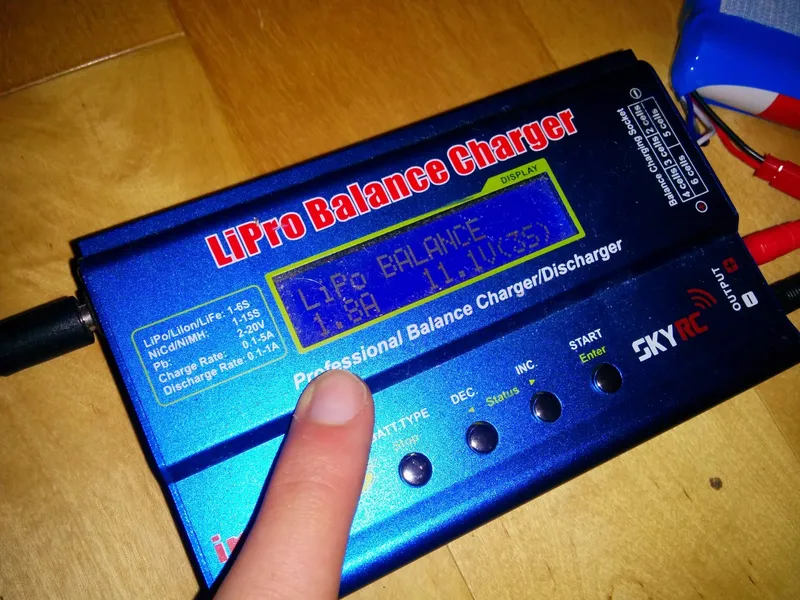 LiPro Balance Charger
DISPLAY
LiPo BALANCE
1.8A 11.1V(3S)
Professional Balance Charger/Discharger
LiPo/LiIon/LiFe: 1-6S
NiCd/NiMH: 1-15S
Pb: 2-20V
Charge Rate: 0.1-5A
Discharge Rate: 0.1-1A
BATT.TYPE
Stop
DEC.
INC.
Status
START
Enter
SKYRC
OUTPUT
Balance Charging Socket
4 cells 3 cells 2 cells
6 cells 5 cells